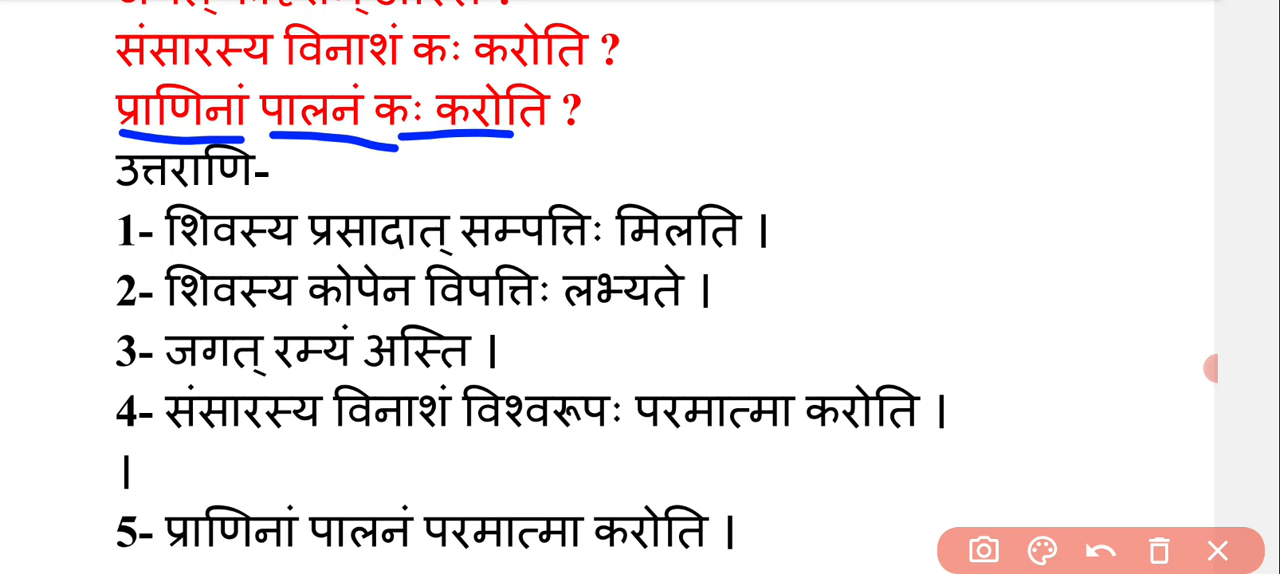 संसारस्य विनाशं कः करोति ?
प्राणिनां पालनं कः करोति ?
उत्तराणि-
1- शिवस्य प्रसादात् सम्पत्तिः मिलति ।
2- शिवस्य कोपेन विपत्तिः लभ्यते ।
3- जगत् रम्यं अस्ति ।
4- संसारस्य विनाशं विश्वरूपः परमात्मा करोति ।
।
5- प्राणिनां पालनं परमात्मा करोति ।